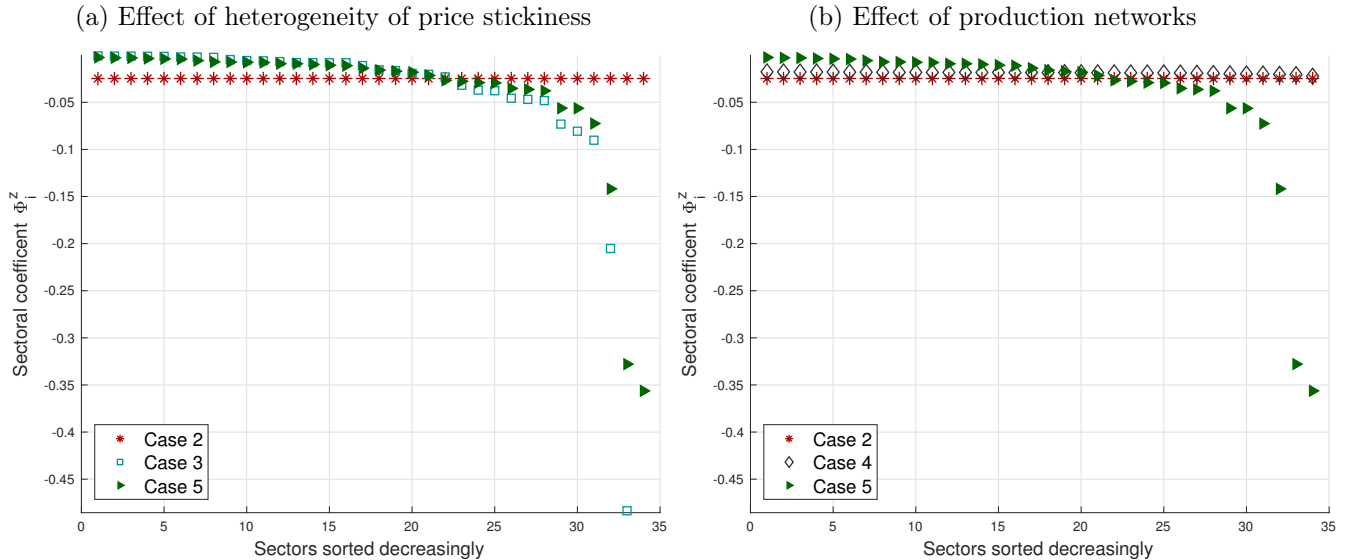 (a) Effect of heterogeneity of price stickiness
Sectoral coefficent Φ_i^z
-0.05
-0.1
-0.15
-0.2
-0.25
-0.3
-0.35
-0.4
-0.45
Case 2
Case 3
Case 5
0 5 10 15 20 25 30 35
Sectors sorted decreasingly
(b) Effect of production networks
Sectoral coefficent Φ_i^z
-0.05
-0.1
-0.15
-0.2
-0.25
-0.3
-0.35
-0.4
-0.45
Case 2
Case 4
Case 5
0 5 10 15 20 25 30 35
Sectors sorted decreasingly